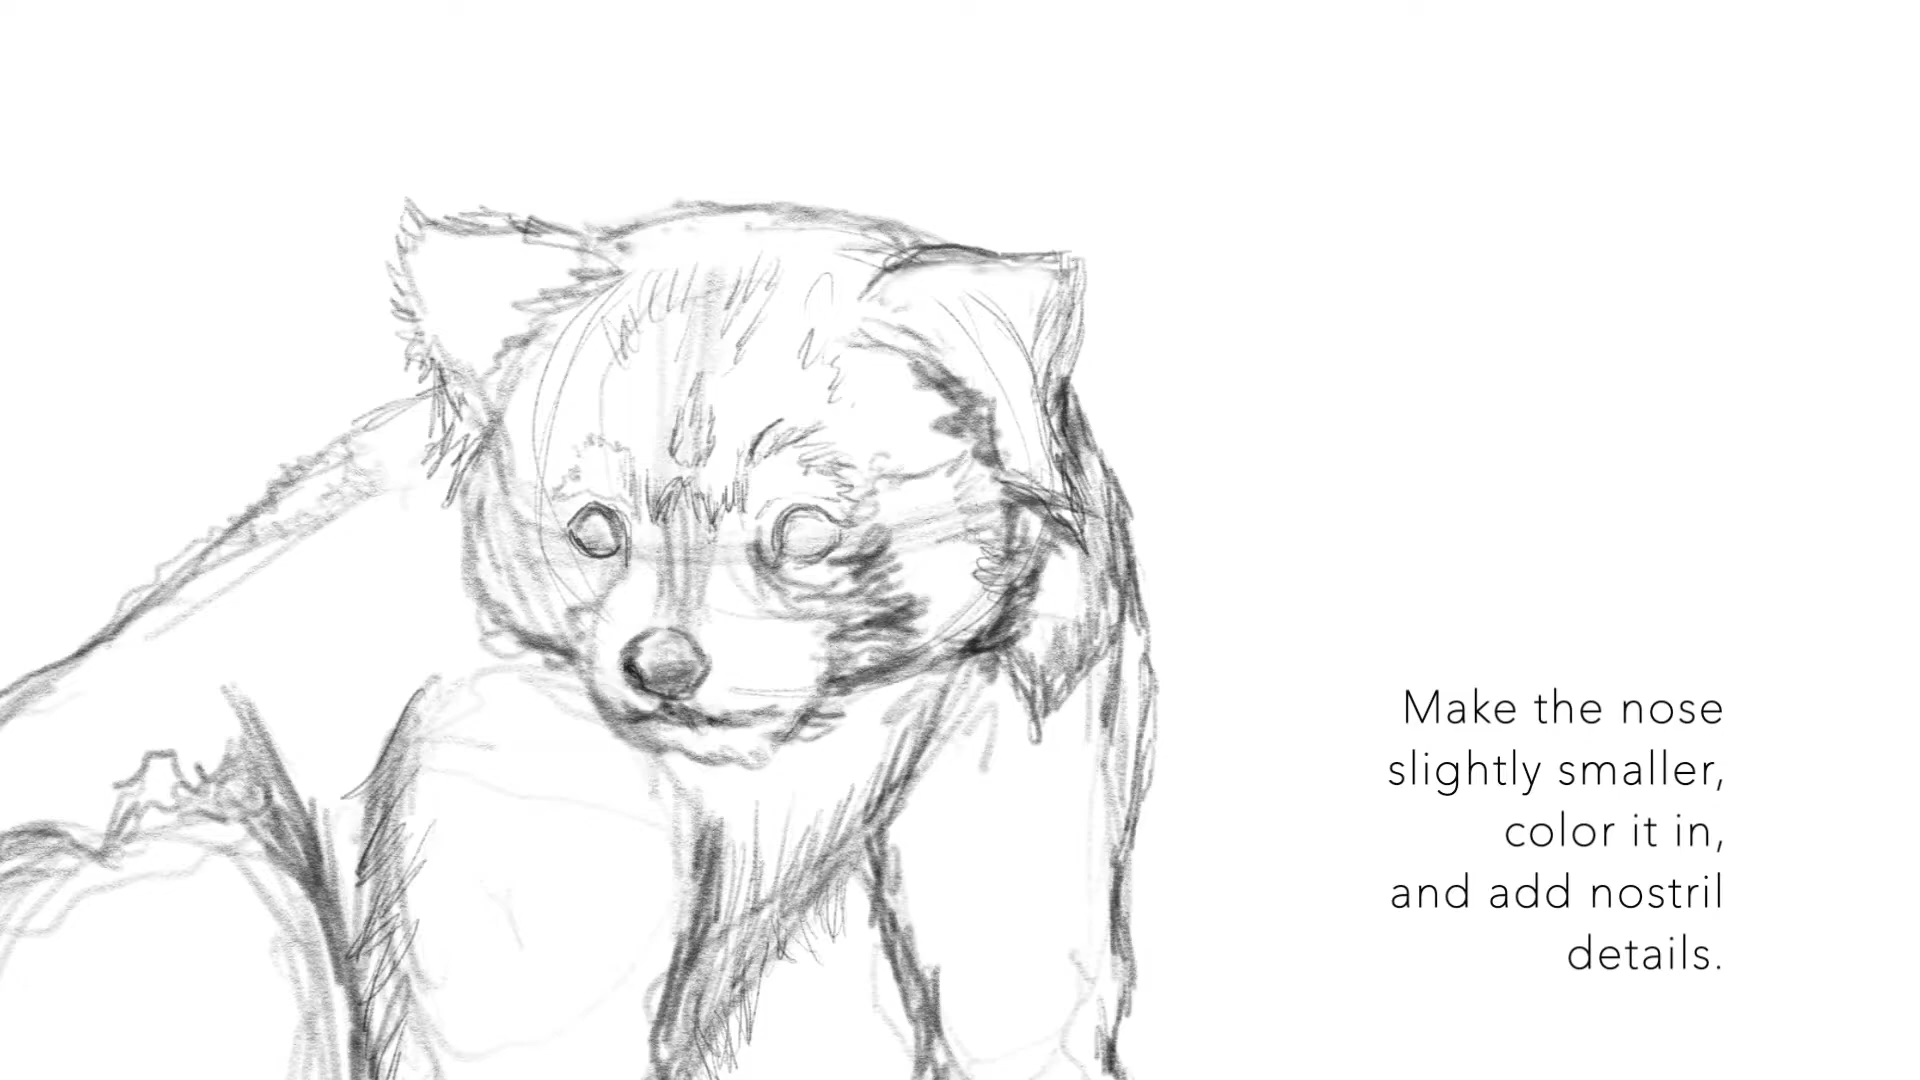 Make the nose
slightly smaller,
color it in,
and add nostril
details.